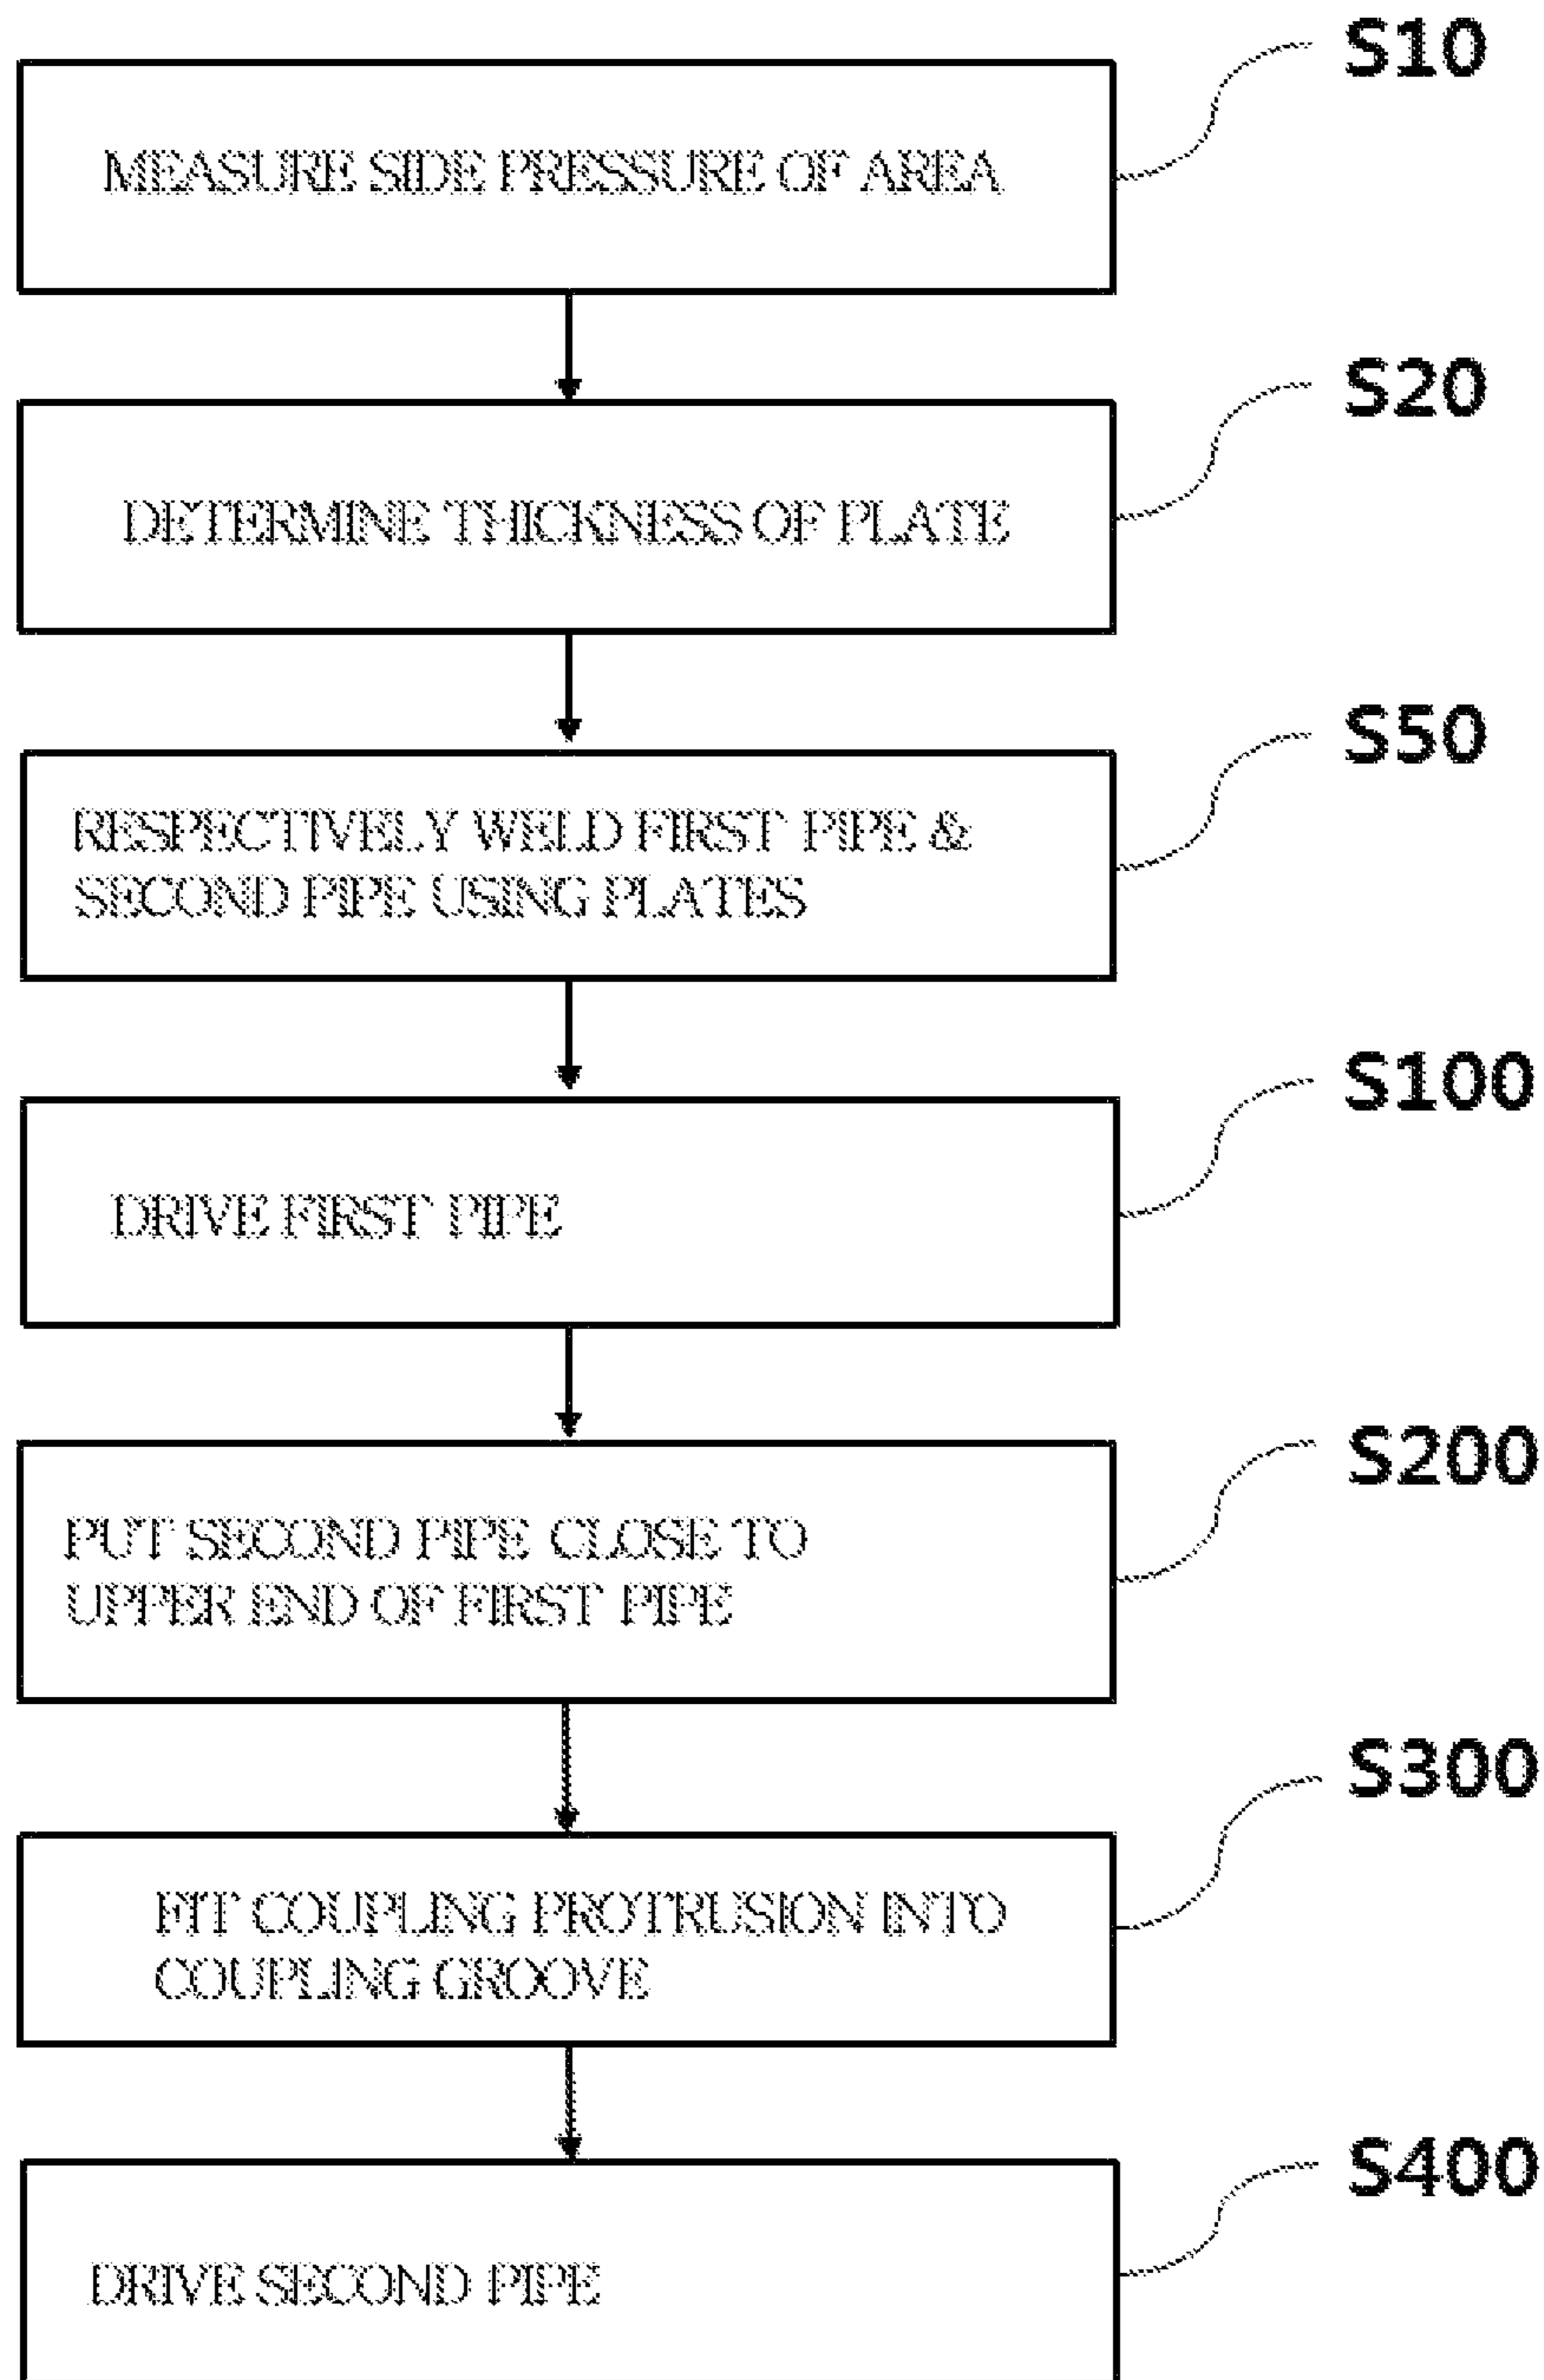 S10
MEASURE SIDE PRESSURE OF AREA
S20
DETERMINE THICKNESS OF PLATE
S50
RESPECTIVELY WELD FIRST PIPE &
SECOND PIPE USING PLATES
S100
DRIVE FIRST PIPE
S200
PUT SECOND PIPE CLOSE TO
UPPER END OF FIRST PIPE
S300
FIT COUPLING PROTRUSION INTO
COUPLING GROOVE
S400
DRIVE SECOND PIPE